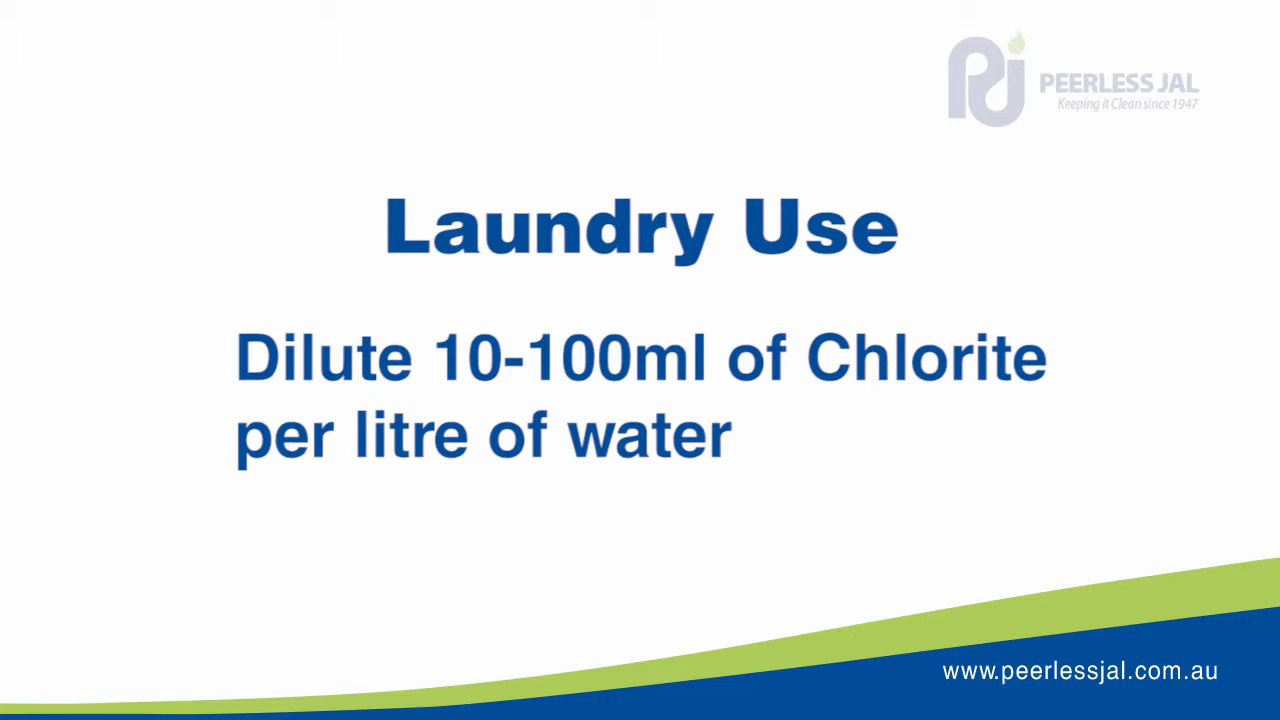 PEERLESS JAL
Keeping it Clean since 1947
Laundry Use
Dilute 10-100ml of Chlorite
per litre of water
www.peerlessjal.com.au